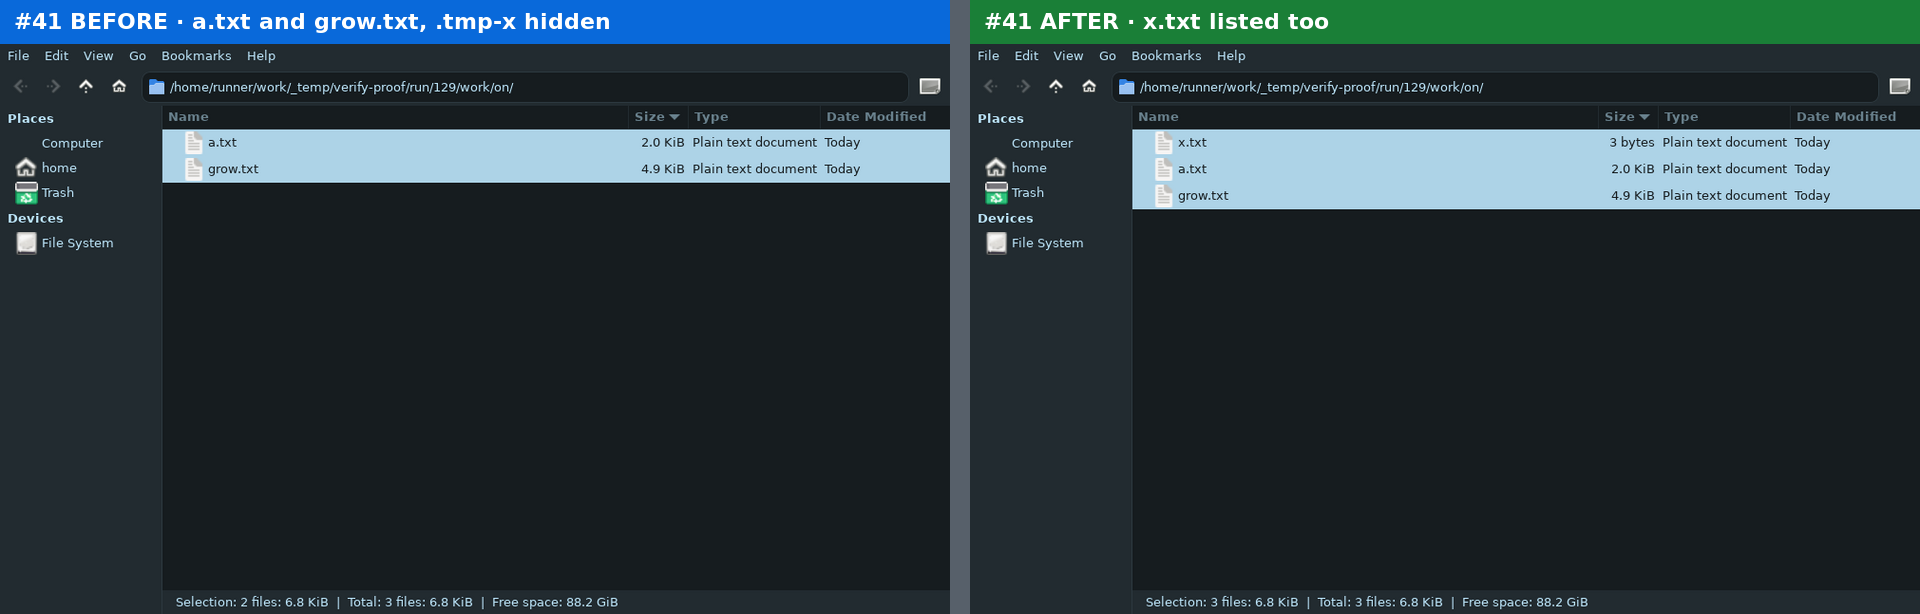 #41 BEFORE · a.txt and grow.txt, .tmp-x hidden
File Edit View Go Bookmarks Help
/home/runner/work/_temp/verify-proof/run/129/work/on/
Places
Computer
home
Trash
Devices
File System
Name Size Type Date Modified
a.txt 2.0 KiB Plain text document Today
grow.txt 4.9 KiB Plain text document Today
Selection: 2 files: 6.8 KiB | Total: 3 files: 6.8 KiB | Free space: 88.2 GiB
#41 AFTER · x.txt listed too
File Edit View Go Bookmarks Help
/home/runner/work/_temp/verify-proof/run/129/work/on/
Places
Computer
home
Trash
Devices
File System
Name Size Type Date Modified
x.txt 3 bytes Plain text document Today
a.txt 2.0 KiB Plain text document Today
grow.txt 4.9 KiB Plain text document Today
Selection: 3 files: 6.8 KiB | Total: 3 files: 6.8 KiB | Free space: 88.2 GiB